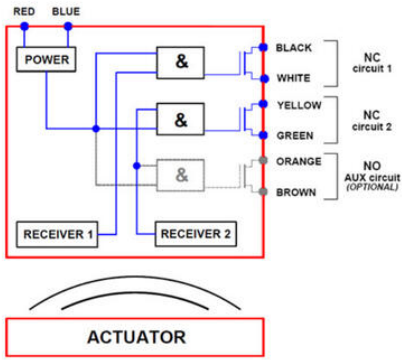 RED BLUE
POWER
&
BLACK
WHITE
NC
circuit 1
&
YELLOW
GREEN
NC
circuit 2
&
ORANGE
BROWN
NO
AUX circuit
(OPTIONAL)
RECEIVER 1
RECEIVER 2
ACTUATOR